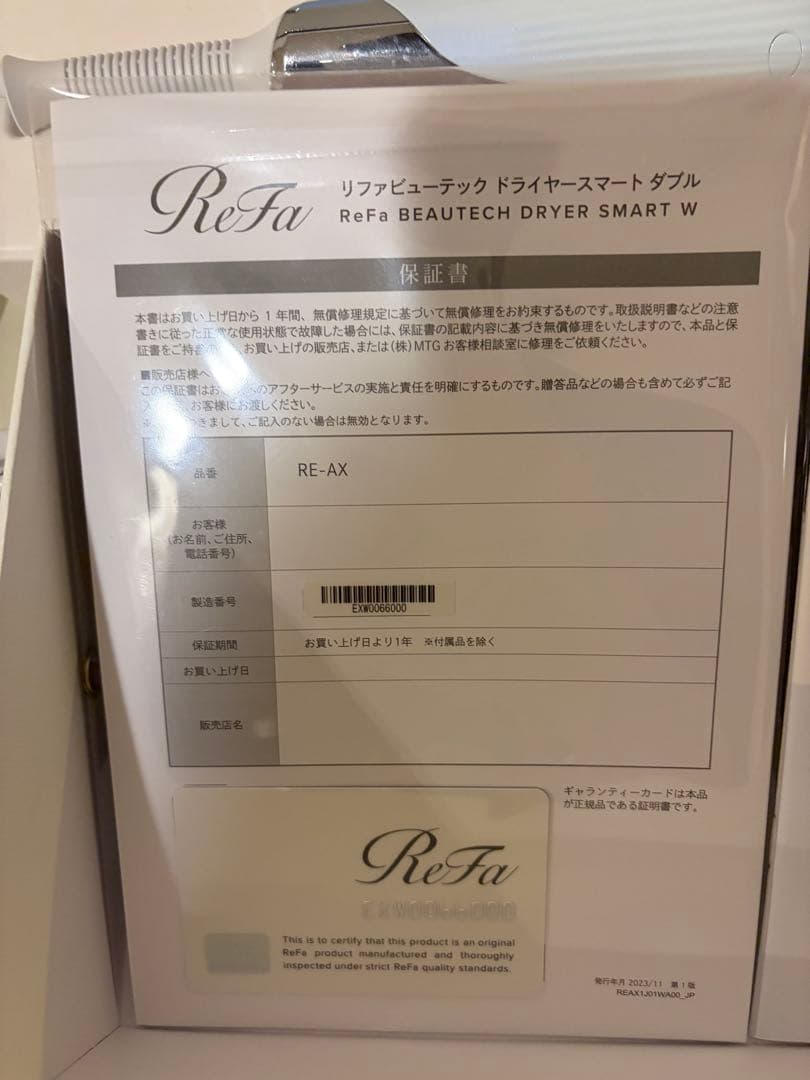 ReFa
リファビューテック ドライヤースマート ダブル
ReFa BEAUTECH DRYER SMART W
保証書
本書はお買い上げ日から 1 年間、無償修理規定に基づいて無償修理をお約束するものです。取扱説明書などの注意
書きに従った正常な使用状態で故障した場合には、保証書の記載内容に基づき無償修理をいたしますので、本品と保
証書をご持参の、お買い上げの販売店、または(株)MTG お客様相談室に修理をご依頼ください。
■販売店様へ
この保証書はお へのアフターサービスの実施と責任を明確にするものです。贈答品などの場合も含めて必ずご記
お客様にお渡しください。
※ きまして、ご記入のない場合は無効となります。
品番
RE-AX
お客様
(お名前、ご住所、
電話番号)
製造番号
EXW0066000
保証期間
お買い上げ日より1年 ※付属品を除く
お買い上げ日
販売店名
ギャランティーカードは本品
が正規品である証明書です。
ReFa
EXW0066000
This is to certify that this product is an original
ReFa product manufactured and thoroughly
inspected under strict ReFa quality standards.
発行年月 2023/11 第1版
REAX1J01WA00_JP